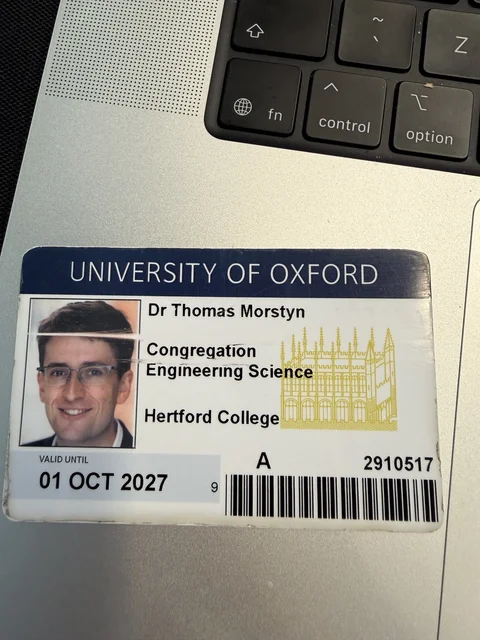 ~
`
Z
fn
control
option
UNIVERSITY OF OXFORD
Dr Thomas Morstyn
Congregation
Engineering Science
Hertford College
VALID UNTIL
01 OCT 2027
9
A
2910517